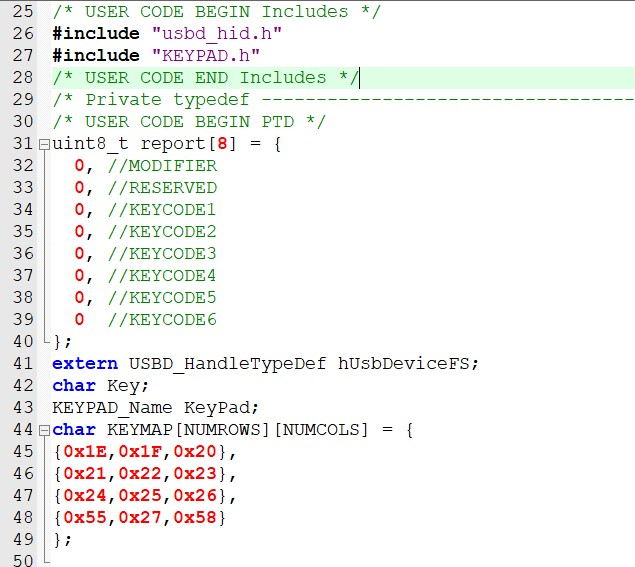 25 /* USER CODE BEGIN Includes */
26 #include "usbd_hid.h"
27 #include "KEYPAD.h"
28 /* USER CODE END Includes */
29 /* Private typedef ----------------------------------
30 /* USER CODE BEGIN PTD */
31 uint8_t report[8] = {
32   0, //MODIFIER
33   0, //RESERVED
34   0, //KEYCODE1
35   0, //KEYCODE2
36   0, //KEYCODE3
37   0, //KEYCODE4
38   0, //KEYCODE5
39   0  //KEYCODE6
40 };
41 extern USBD_HandleTypeDef hUsbDeviceFS;
42 char Key;
43 KEYPAD_Name KeyPad;
44 char KEYMAP[NUMROWS][NUMCOLS] = {
45 {0x1E,0x1F,0x20},
46 {0x21,0x22,0x23},
47 {0x24,0x25,0x26},
48 {0x55,0x27,0x58}
49 };
50